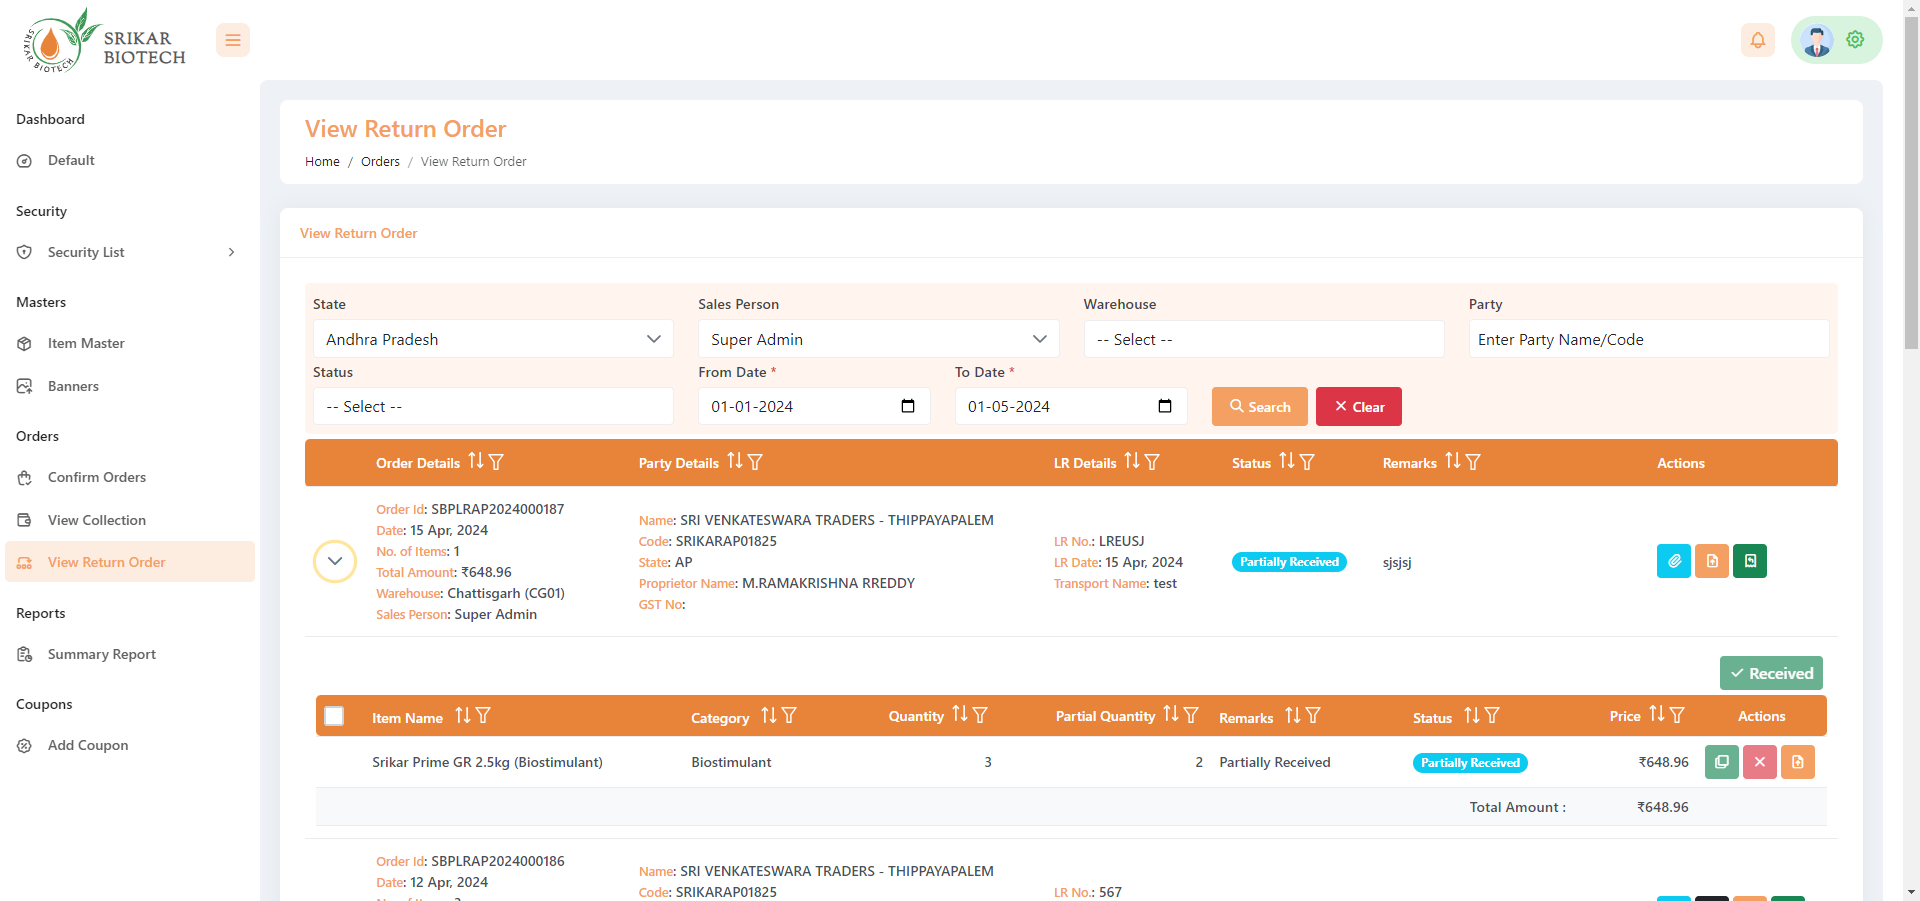 SRIKAR BIOTECH
SRIKAR
BIOTECH
Dashboard
Default
Security
Security List
Masters
Item Master
Banners
Orders
Confirm Orders
View Collection
View Return Order
Reports
Summary Report
Coupons
Add Coupon
View Return Order
Home / Orders / View Return Order
View Return Order
State Sales Person Warehouse Party
Andhra Pradesh Super Admin -- Select -- Enter Party Name/Code
Status From Date * To Date *
-- Select -- 01-01-2024 01-05-2024 Search Clear
Order Details Party Details LR Details Status Remarks Actions
Order Id: SBPLRAP2024000187
Date: 15 Apr, 2024
No. of Items: 1
Total Amount: ₹648.96
Warehouse: Chattisgarh (CG01)
Sales Person: Super Admin
Name: SRI VENKATESWARA TRADERS - THIPPAYAPALEM
Code: SRIKARAP01825
State: AP
Proprietor Name: M.RAMAKRISHNA RREDDY
GST No:
LR No.: LREUSJ
LR Date: 15 Apr, 2024
Transport Name: test
Partially Received
sjsjsj
Received
Item Name Category Quantity Partial Quantity Remarks Status Price Actions
Srikar Prime GR 2.5kg (Biostimulant) Biostimulant 3 2 Partially Received Partially Received ₹648.96
Total Amount : ₹648.96
Order Id: SBPLRAP2024000186
Date: 12 Apr, 2024
Name: SRI VENKATESWARA TRADERS - THIPPAYAPALEM
Code: SRIKARAP01825
LR No.: 567